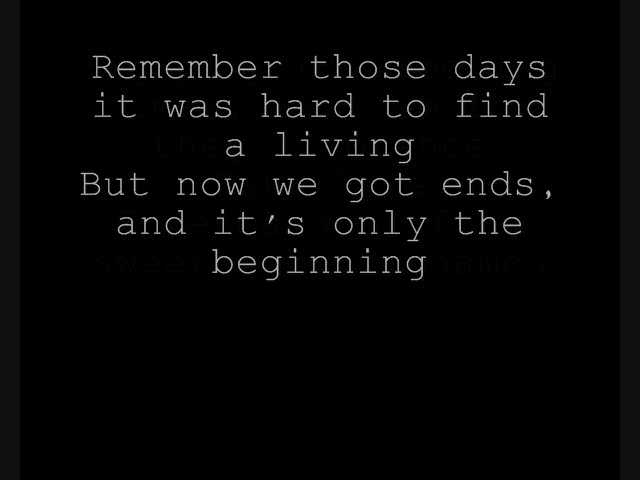 Remember those days
it was hard to find
a living
But now we got ends,
and it's only the
beginning